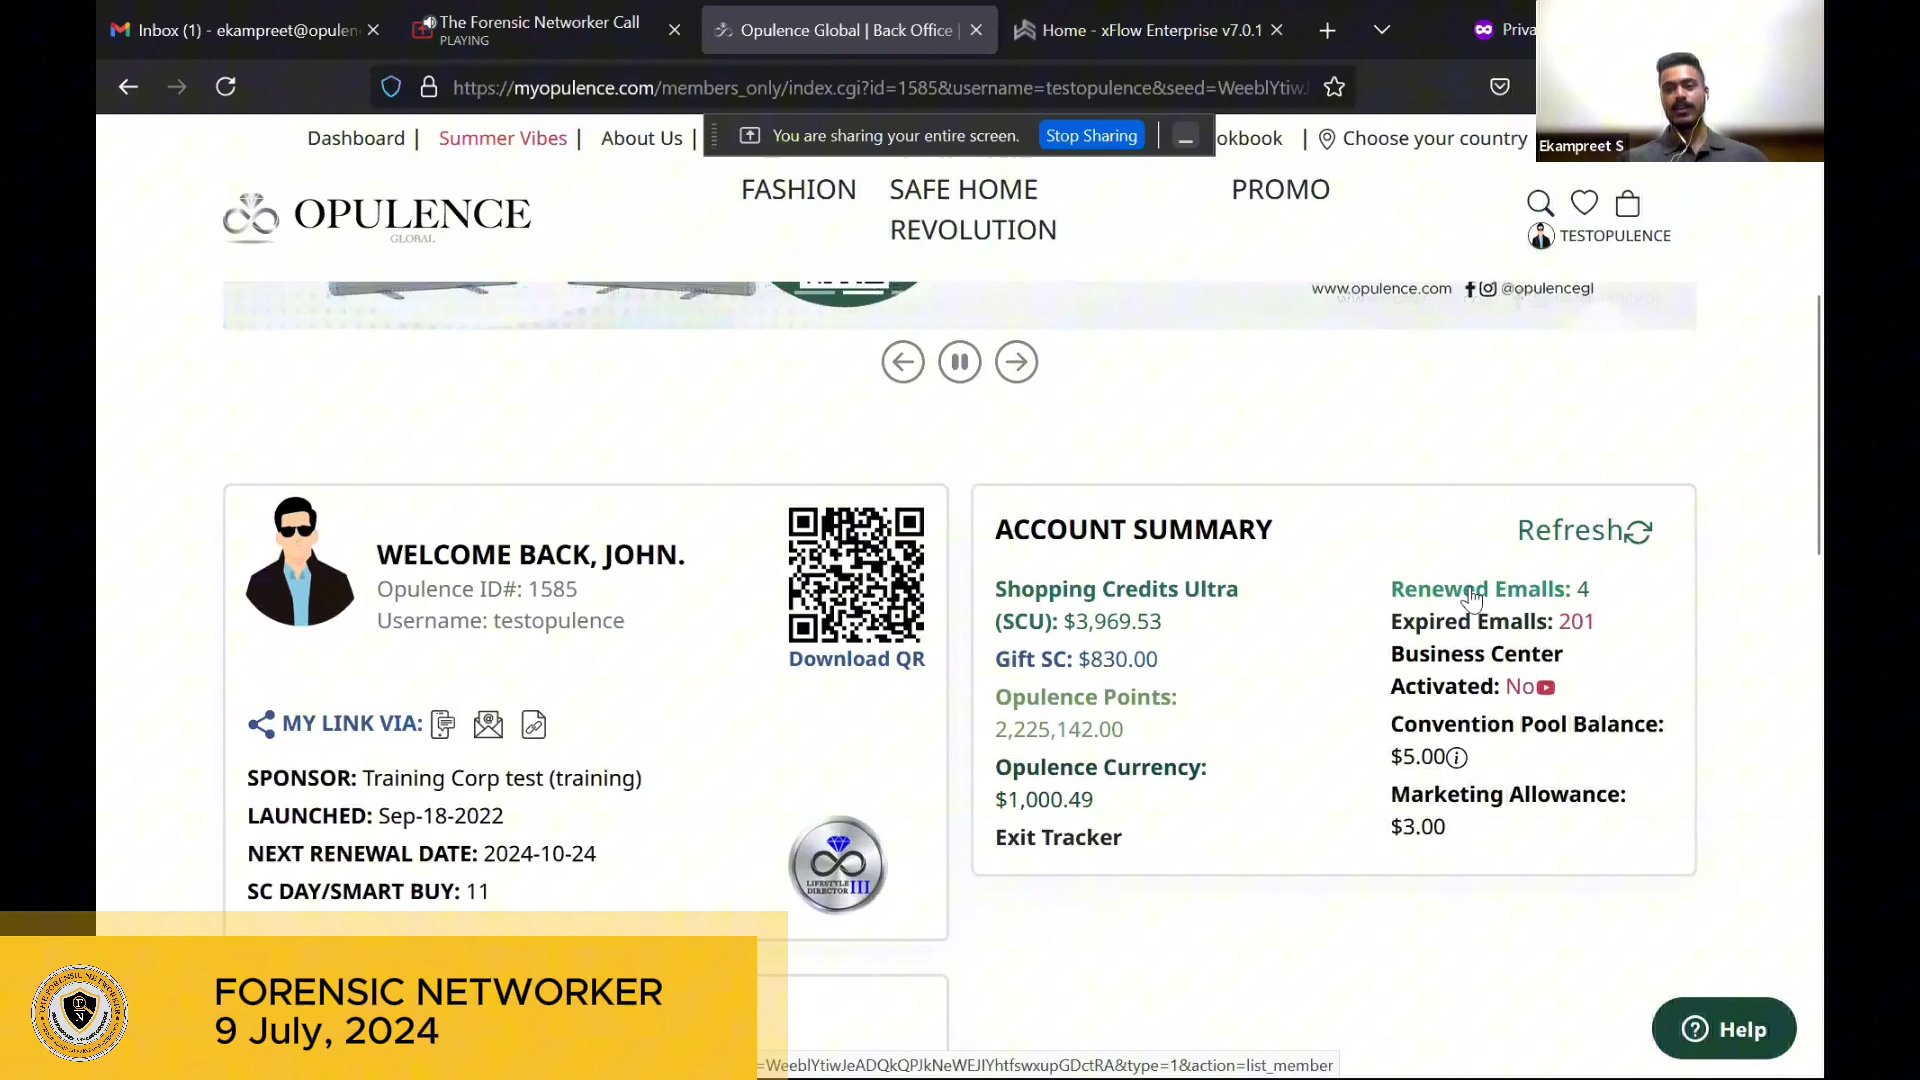 Inbox (1) - ekampreet@opulen
The Forensic Networker Call
PLAYING
Opulence Global | Back Office |
Home - xFlow Enterprise v7.0.1
Priva
https://myopulence.com/members_only/index.cgi?id=1585&username=testopulence&seed=WeeblYtiw
Dashboard |
Summer Vibes |
About Us |
You are sharing your entire screen.
Stop Sharing
okbook
| Choose your country
Ekampreet S
OPULENCE
GLOBAL
FASHION
SAFE HOME
REVOLUTION
PROMO
TESTOPULENCE
www.opulence.com
@opulencegl
WELCOME BACK, JOHN.
Opulence ID#: 1585
Username: testopulence
Download QR
MY LINK VIA:
SPONSOR: Training Corp test (training)
LAUNCHED: Sep-18-2022
NEXT RENEWAL DATE: 2024-10-24
SC DAY/SMART BUY: 11
LIFESTYLE
DIRECTOR III
ACCOUNT SUMMARY
Refresh
Shopping Credits Ultra
(SCU): $3,969.53
Gift SC: $830.00
Opulence Points:
2,225,142.00
Opulence Currency:
$1,000.49
Exit Tracker
Renewed Emalls: 4
Expired Emalls: 201
Business Center
Activated: No
Convention Pool Balance:
$5.00
Marketing Allowance:
$3.00
FORENSIC NETWORKER
9 July, 2024
Help
=WeeblYtiwJeADQkQPJkNeWEJIYhtfswxupGDctRA&type=1&action=list_member